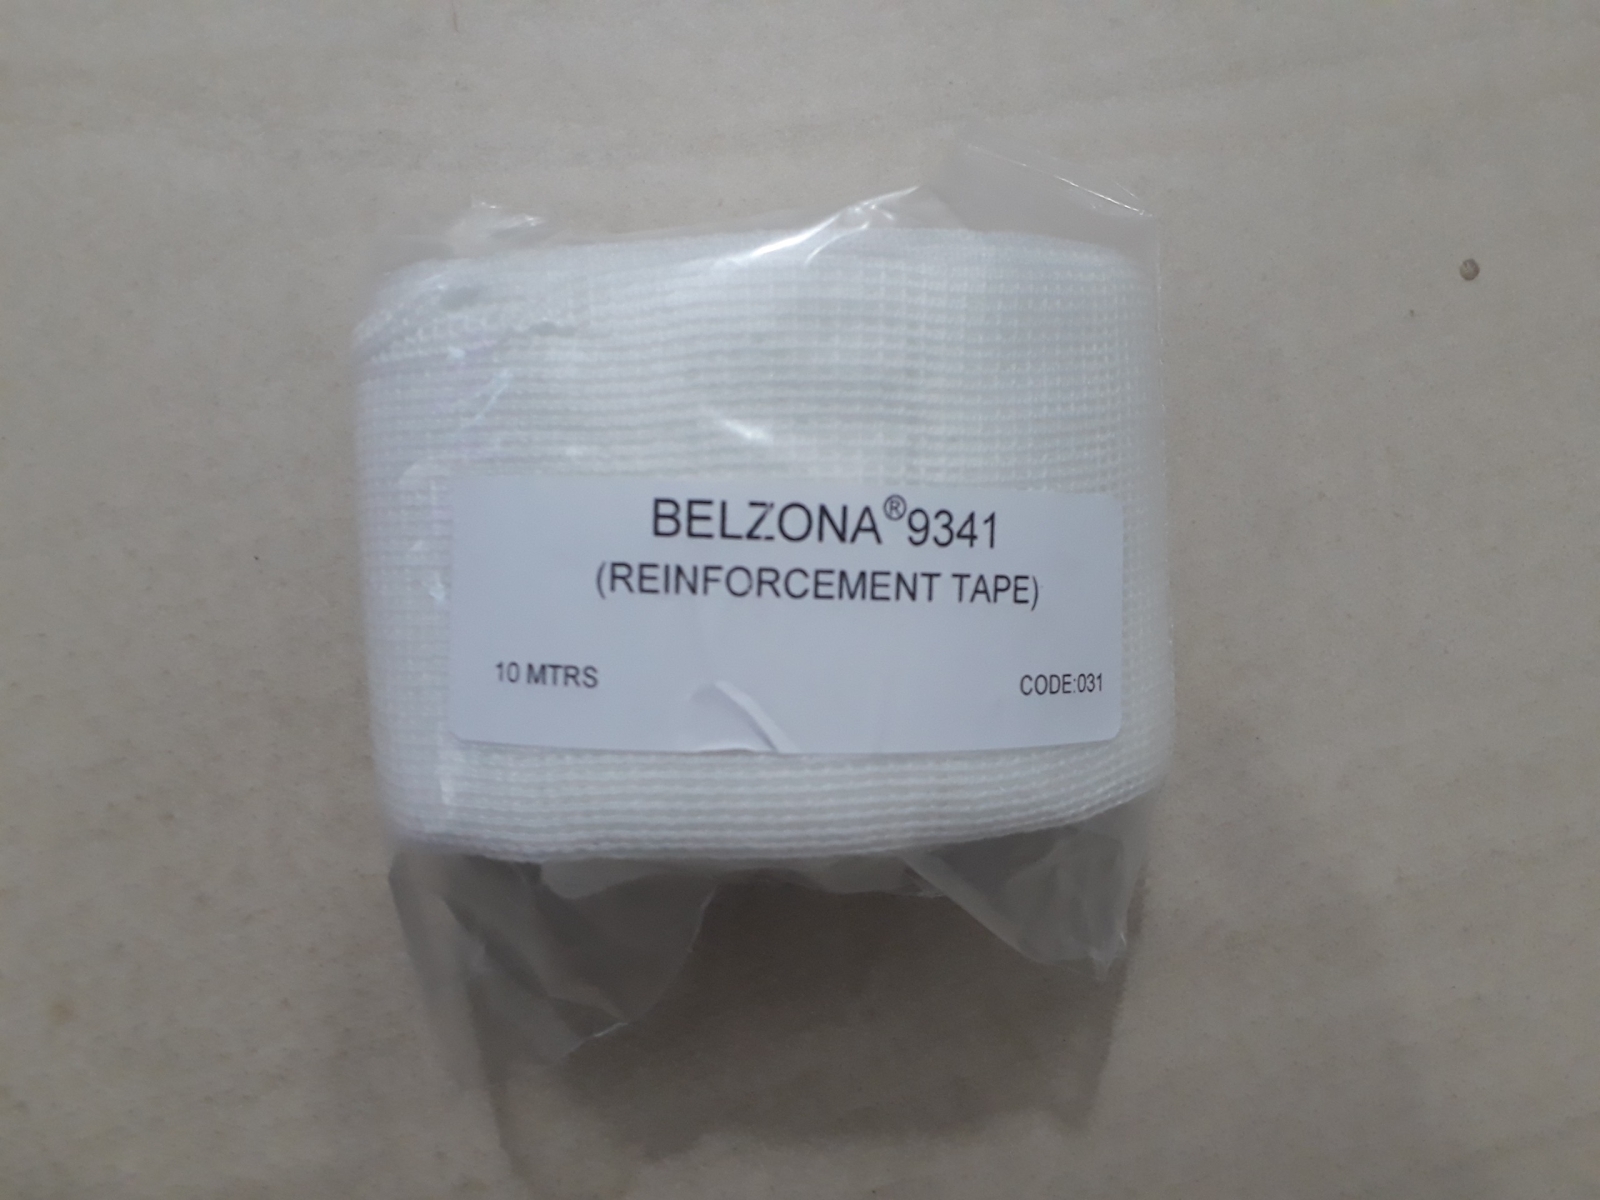 BELZONA®9341
(REINFORCEMENT TAPE)
10 MTRS CODE:031